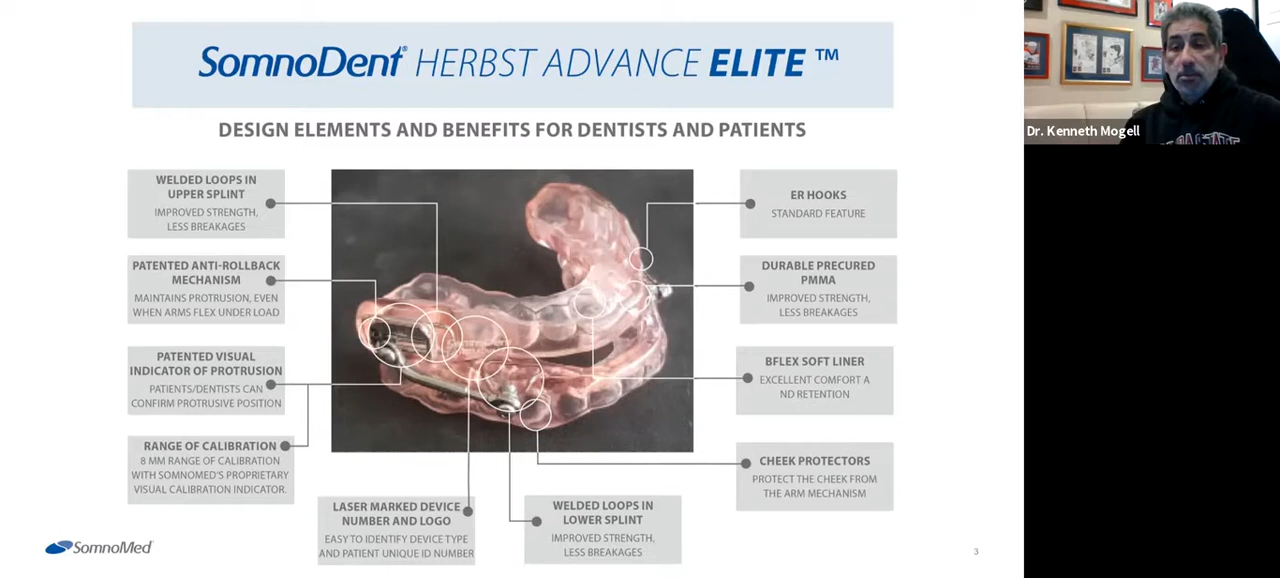 SomnoDent® HERBST ADVANCE ELITE ™
DESIGN ELEMENTS AND BENEFITS FOR DENTISTS AND PATIENTS
WELDED LOOPS IN
UPPER SPLINT
IMPROVED STRENGTH,
LESS BREAKAGES
PATENTED ANTI-ROLLBACK
MECHANISM
MAINTAINS PROTRUSION, EVEN
WHEN ARMS FLEX UNDER LOAD
PATENTED VISUAL
INDICATOR OF PROTRUSION
PATIENTS/DENTISTS CAN
CONFIRM PROTRUSIVE POSITION
RANGE OF CALIBRATION
8 MM RANGE OF CALIBRATION
WITH SOMNOMED'S PROPRIETARY
VISUAL CALIBRATION INDICATOR.
LASER MARKED DEVICE
NUMBER AND LOGO
EASY TO IDENTIFY DEVICE TYPE
AND PATIENT UNIQUE ID NUMBER
WELDED LOOPS IN
LOWER SPLINT
IMPROVED STRENGTH,
LESS BREAKAGES
ER HOOKS
STANDARD FEATURE
DURABLE PRECURED
PMMA
IMPROVED STRENGTH,
LESS BREAKAGES
BFLEX SOFT LINER
EXCELLENT COMFORT A
ND RETENTION
CHEEK PROTECTORS
PROTECT THE CHEEK FROM
THE ARM MECHANISM
SomnoMed
3
Dr. Kenneth Mogell